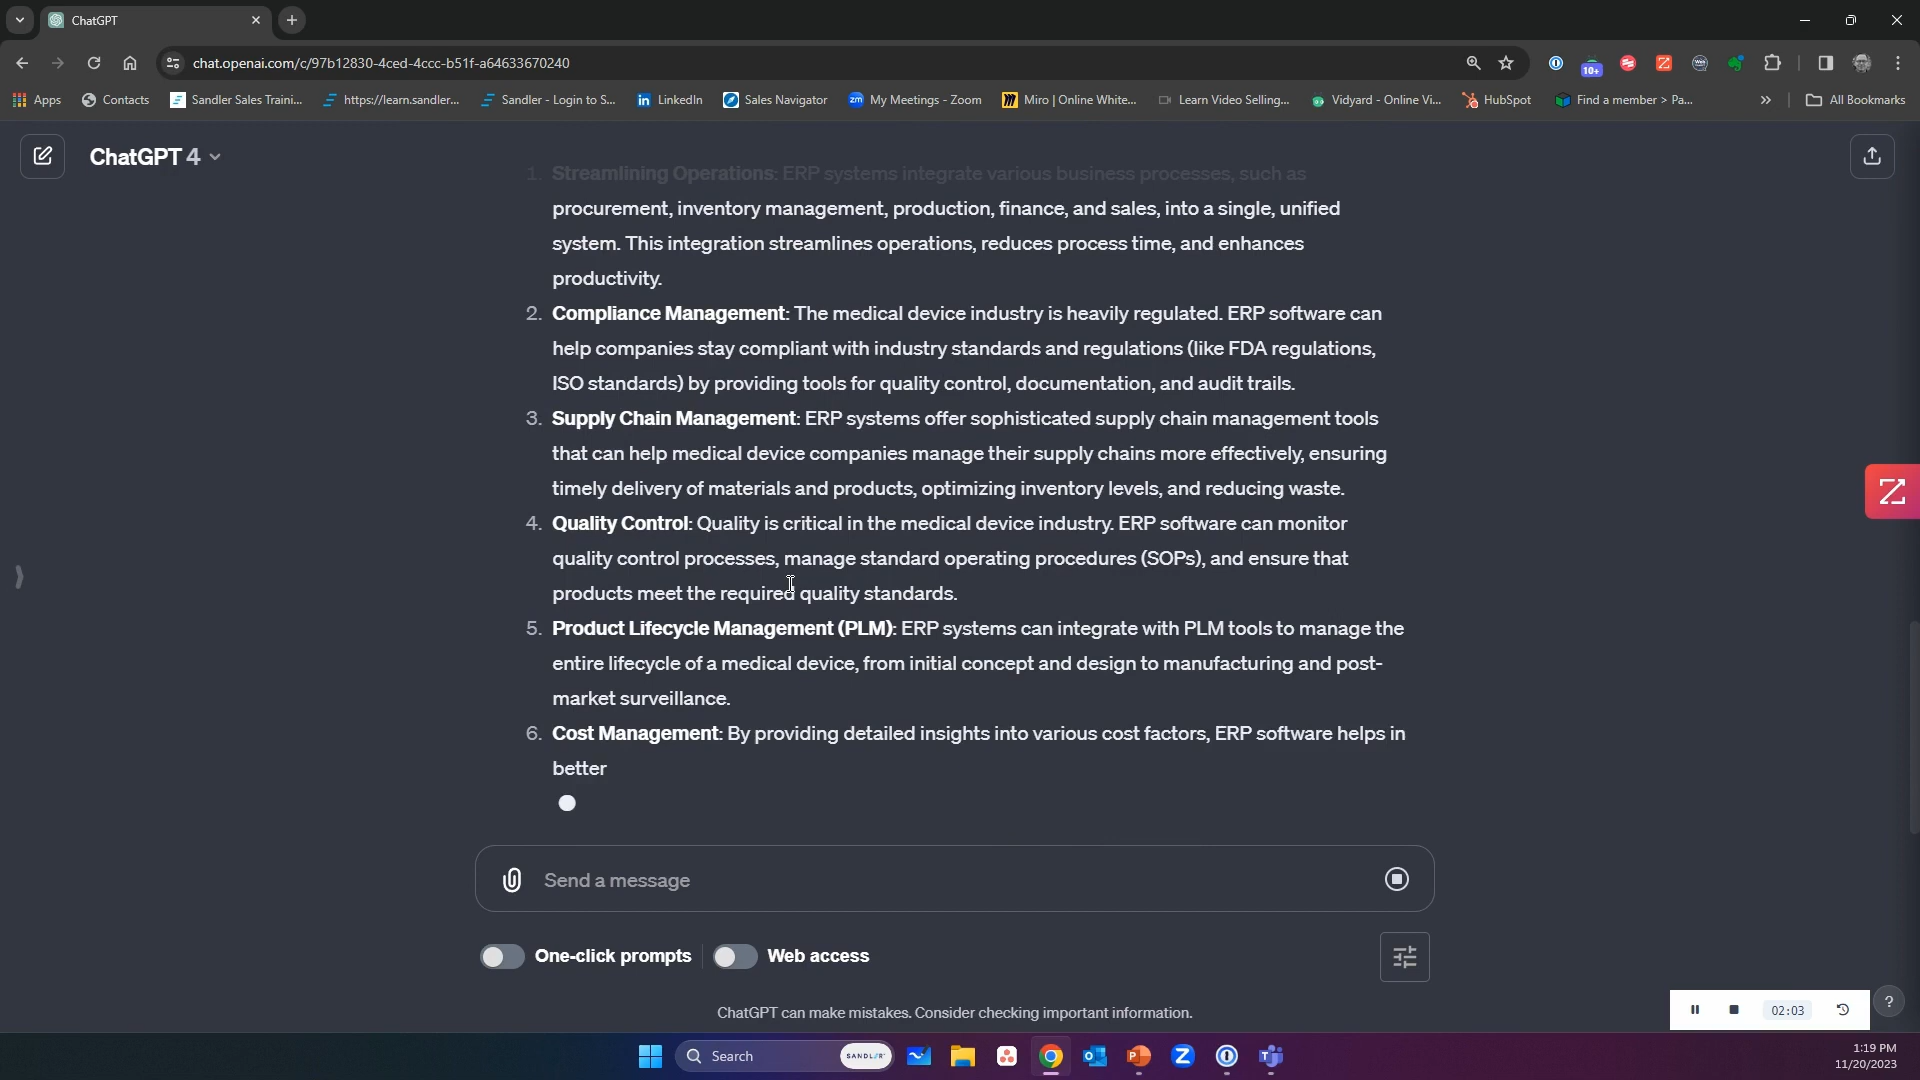 ChatGPT
chat.openai.com/c/97b12830-4ced-4ccc-b51f-a64633670240
10+
Apps Contacts Sandler Sales Traini... https://learn.sandler... Sandler - Login to S... LinkedIn Sales Navigator My Meetings - Zoom Miro | Online White... Learn Video Selling... Vidyard - Online Vi... HubSpot Find a member > Pa... » All Bookmarks
ChatGPT 4
1. Streamlining Operations: ERP systems integrate various business processes, such as
procurement, inventory management, production, finance, and sales, into a single, unified
system. This integration streamlines operations, reduces process time, and enhances
productivity.
2. Compliance Management: The medical device industry is heavily regulated. ERP software can
help companies stay compliant with industry standards and regulations (like FDA regulations,
ISO standards) by providing tools for quality control, documentation, and audit trails.
3. Supply Chain Management: ERP systems offer sophisticated supply chain management tools
that can help medical device companies manage their supply chains more effectively, ensuring
timely delivery of materials and products, optimizing inventory levels, and reducing waste.
4. Quality Control: Quality is critical in the medical device industry. ERP software can monitor
quality control processes, manage standard operating procedures (SOPs), and ensure that
products meet the required quality standards.
5. Product Lifecycle Management (PLM): ERP systems can integrate with PLM tools to manage the
entire lifecycle of a medical device, from initial concept and design to manufacturing and post-
market surveillance.
6. Cost Management: By providing detailed insights into various cost factors, ERP software helps in
better
Send a message
One-click prompts Web access
ChatGPT can make mistakes. Consider checking important information.
02:03
?
Search SANDLER
1:19 PM
11/20/2023